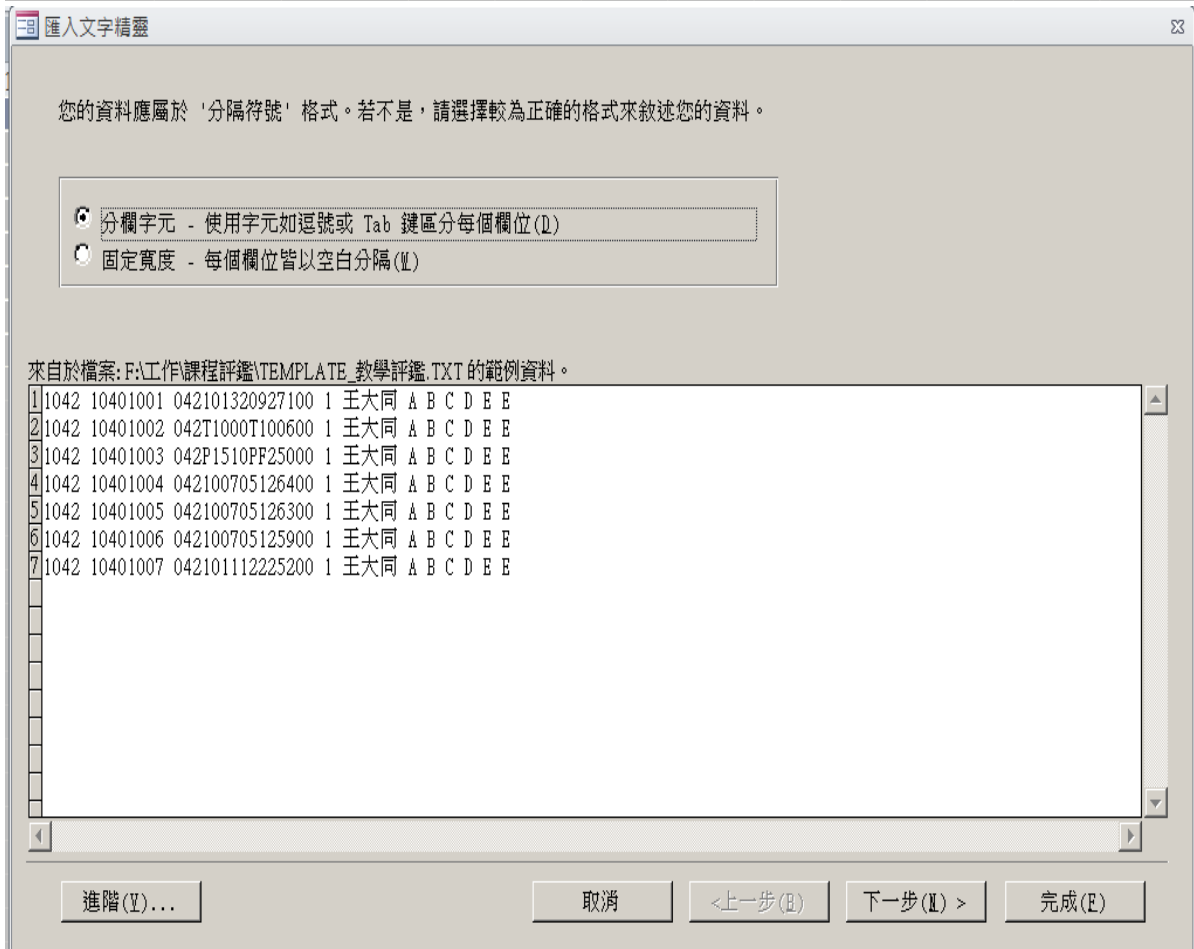 匯入文字精靈
您的資料應屬於 '分隔符號' 格式。若不是，請選擇較為正確的格式來敘述您的資料。
分欄字元 - 使用字元如逗號或 Tab 鍵區分每個欄位(D)
固定寬度 - 每個欄位皆以空白分隔(W)
來自於檔案: F:\工作\課程評鑑\TEMPLATE_教學評鑑.TXT 的範例資料。
1 1042 10401001 042101320927100 1 王大同 A B C D E E
2 1042 10401002 042T1000T100600 1 王大同 A B C D E E
3 1042 10401003 042P1510PF25000 1 王大同 A B C D E E
4 1042 10401004 042100705126400 1 王大同 A B C D E E
5 1042 10401005 042100705126300 1 王大同 A B C D E E
6 1042 10401006 042100705125900 1 王大同 A B C D E E
7 1042 10401007 042101112225200 1 王大同 A B C D E E
進階(V)... 取消 <上一步(B) 下一步(N) > 完成(F)